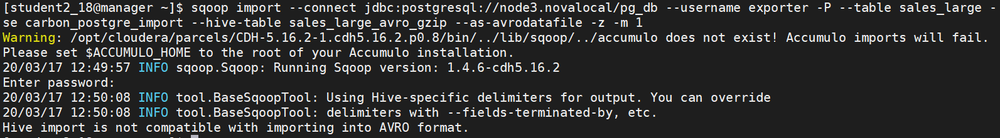 [student2_18@manager ~]$ sqoop import --connect jdbc:postgresql://node3.novalocal/pg_db --username exporter -P --table sales_large -
se carbon_postgre_import --hive-table sales_large_avro_gzip --as-avrodatafile -z -m 1
Warning: /opt/cloudera/parcels/CDH-5.16.2-1.cdh5.16.2.p0.8/bin/../lib/sqoop/../accumulo does not exist! Accumulo imports will fail.
Please set $ACCUMULO_HOME to the root of your Accumulo installation.
20/03/17 12:49:57 INFO sqoop.Sqoop: Running Sqoop version: 1.4.6-cdh5.16.2
Enter password:
20/03/17 12:50:08 INFO tool.BaseSqoopTool: Using Hive-specific delimiters for output. You can override
20/03/17 12:50:08 INFO tool.BaseSqoopTool: delimiters with --fields-terminated-by, etc.
Hive import is not compatible with importing into AVRO format.